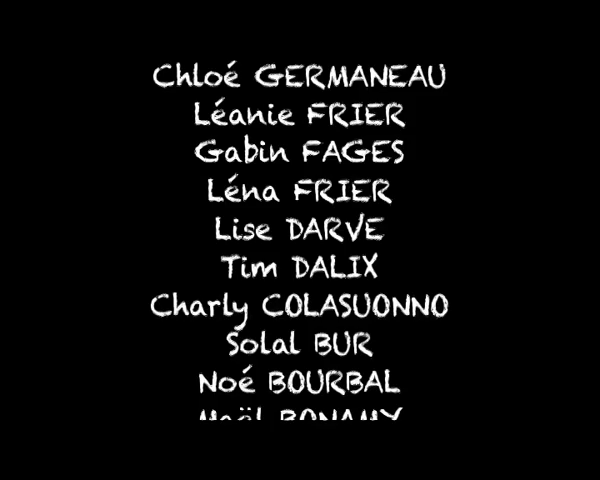 Chloé GERMANEAU
Léanie FRIER
Gabin FAGES
Léna FRIER
Lise DARVE
Tim DALIX
Charly COLASUONNO
Solal BUR
Noé BOURBAL
BONAMY